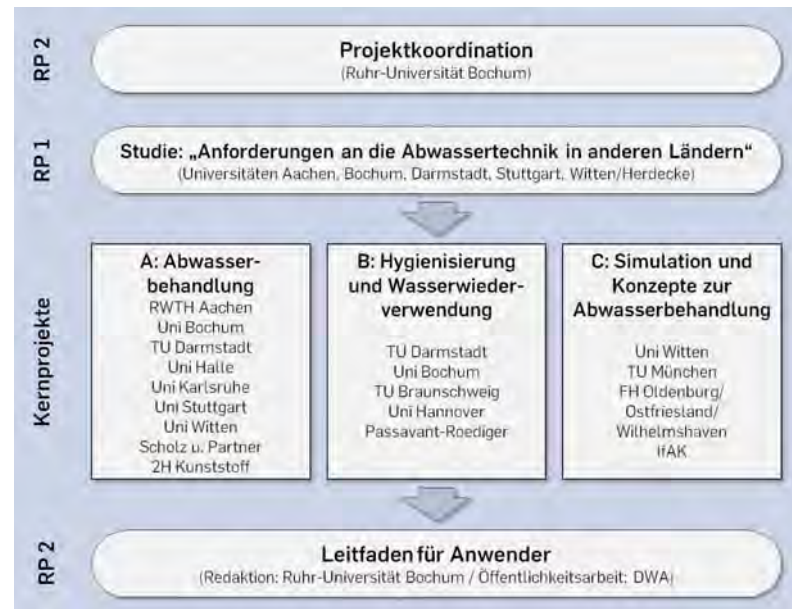 RP 2
Projektkoordination
(Ruhr-Universität Bochum)
RP 1
Studie: „Anforderungen an die Abwassertechnik in anderen Ländern“
(Universitäten Aachen, Bochum, Darmstadt, Stuttgart, Witten/Herdecke)
Kernprojekte
A: Abwasser-
behandlung
RWTH Aachen
Uni Bochum
TU Darmstadt
Uni Halle
Uni Karlsruhe
Uni Stuttgart
Uni Witten
Scholz u. Partner
2H Kunststoff
B: Hygienisierung
und Wasserwieder-
verwendung
TU Darmstadt
Uni Bochum
TU Braunschweig
Uni Hannover
Passavant-Roediger
C: Simulation und
Konzepte zur
Abwasserbehandlung
Uni Witten
TU München
FH Oldenburg/
Ostfriesland/
Wilhelmshaven
IfAK
RP 2
Leitfaden für Anwender
(Redaktion: Ruhr-Universität Bochum / Öffentlichkeitsarbeit: DWA)